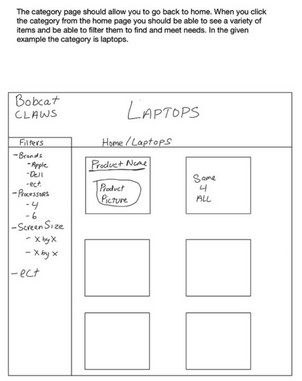 The category page should allow you to go back to home. When you click
the category from the home page you should be able to see a variety of
items and be able to filter them to find and meet needs. In the given
example the category is laptops.
Bobcat
CLAWS
LAPTOPS
Filters
Home/Laptops
-Brands
-Apple
-Dell
-ect.
-Processors
-4
-6
-Screen Size
- X by X
- X by X
-ect
Product Name
Product
Picture
Same
4
ALL